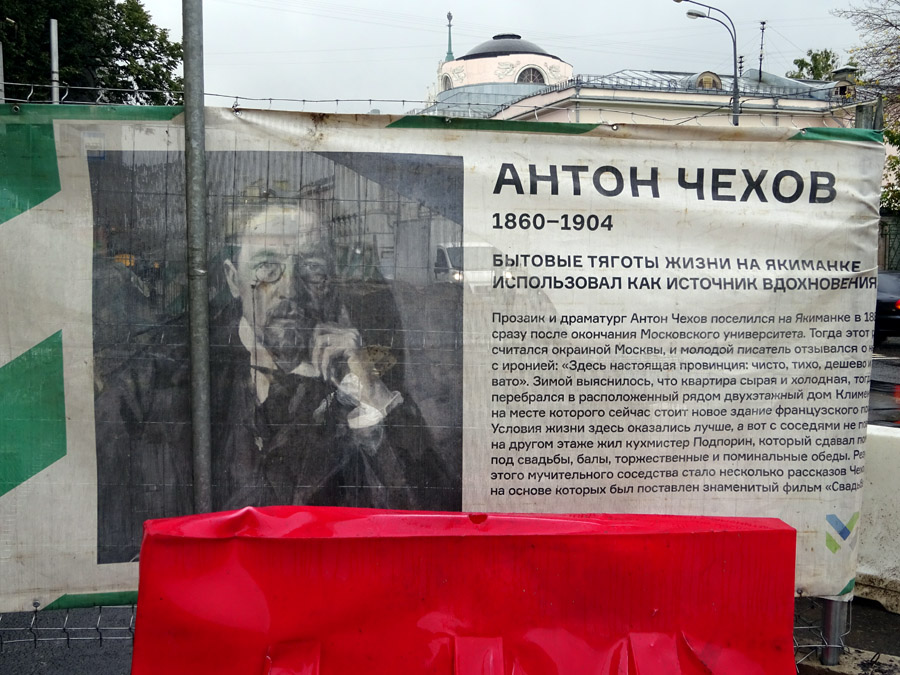 АНТОН ЧЕХОВ
1860–1904
БЫТОВЫЕ ТЯГОТЫ ЖИЗНИ НА ЯКИМАНКЕ
ИСПОЛЬЗОВАЛ КАК ИСТОЧНИК ВДОХНОВЕНИЯ
Прозаик и драматург Антон Чехов поселился на Якиманке в
сразу после окончания Московского университета. Тогда этот
считался окраиной Москвы, и молодой писатель отзывался о
с иронией: «Здесь настоящая провинция: чисто, тихо, дешево и
вато». Зимой выяснилось, что квартира сырая и холодная,
перебрался в расположенный рядом двухэтажный дом
на месте которого сейчас стоит новое здание французского
Условия жизни здесь оказались лучше, а вот с соседями не
на другом этаже жил кухмистер Подпорин, который сдавал
под свадьбы, балы, торжественные и поминальные обеды.
этого мучительного соседства стало несколько рассказов
на основе которых был поставлен знаменитый фильм